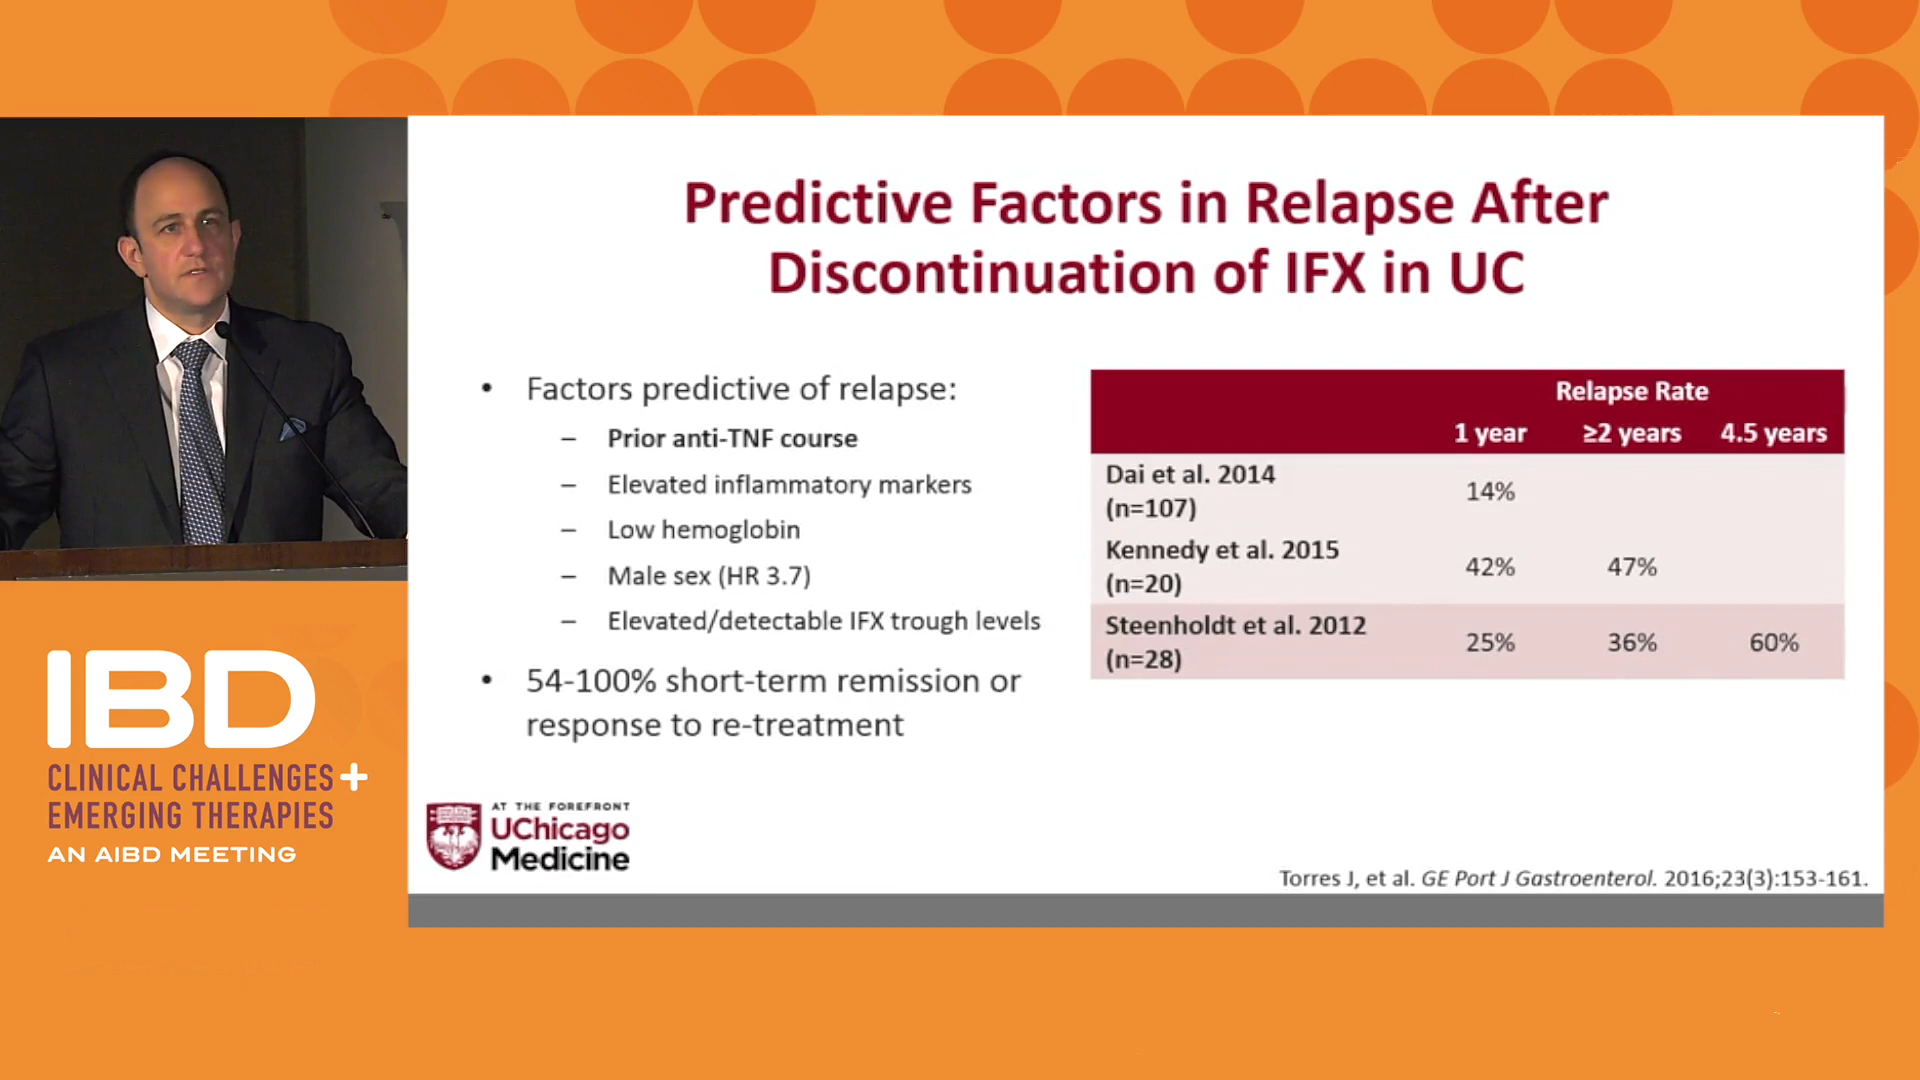 Predictive Factors in Relapse After
Discontinuation of IFX in UC
• Factors predictive of relapse:
– Prior anti-TNF course
– Elevated inflammatory markers
– Low hemoglobin
– Male sex (HR 3.7)
– Elevated/detectable IFX trough levels
• 54-100% short-term remission or
response to re-treatment
Relapse Rate
1 year ≥2 years 4.5 years
Dai et al. 2014
(n=107) 14%
Kennedy et al. 2015
(n=20) 42% 47%
Steenholdt et al. 2012
(n=28) 25% 36% 60%
AT THE FOREFRONT
UChicago
Medicine
Torres J, et al. GE Port J Gastroenterol. 2016;23(3):153-161.
IBD
CLINICAL CHALLENGES +
EMERGING THERAPIES
AN AIBD MEETING